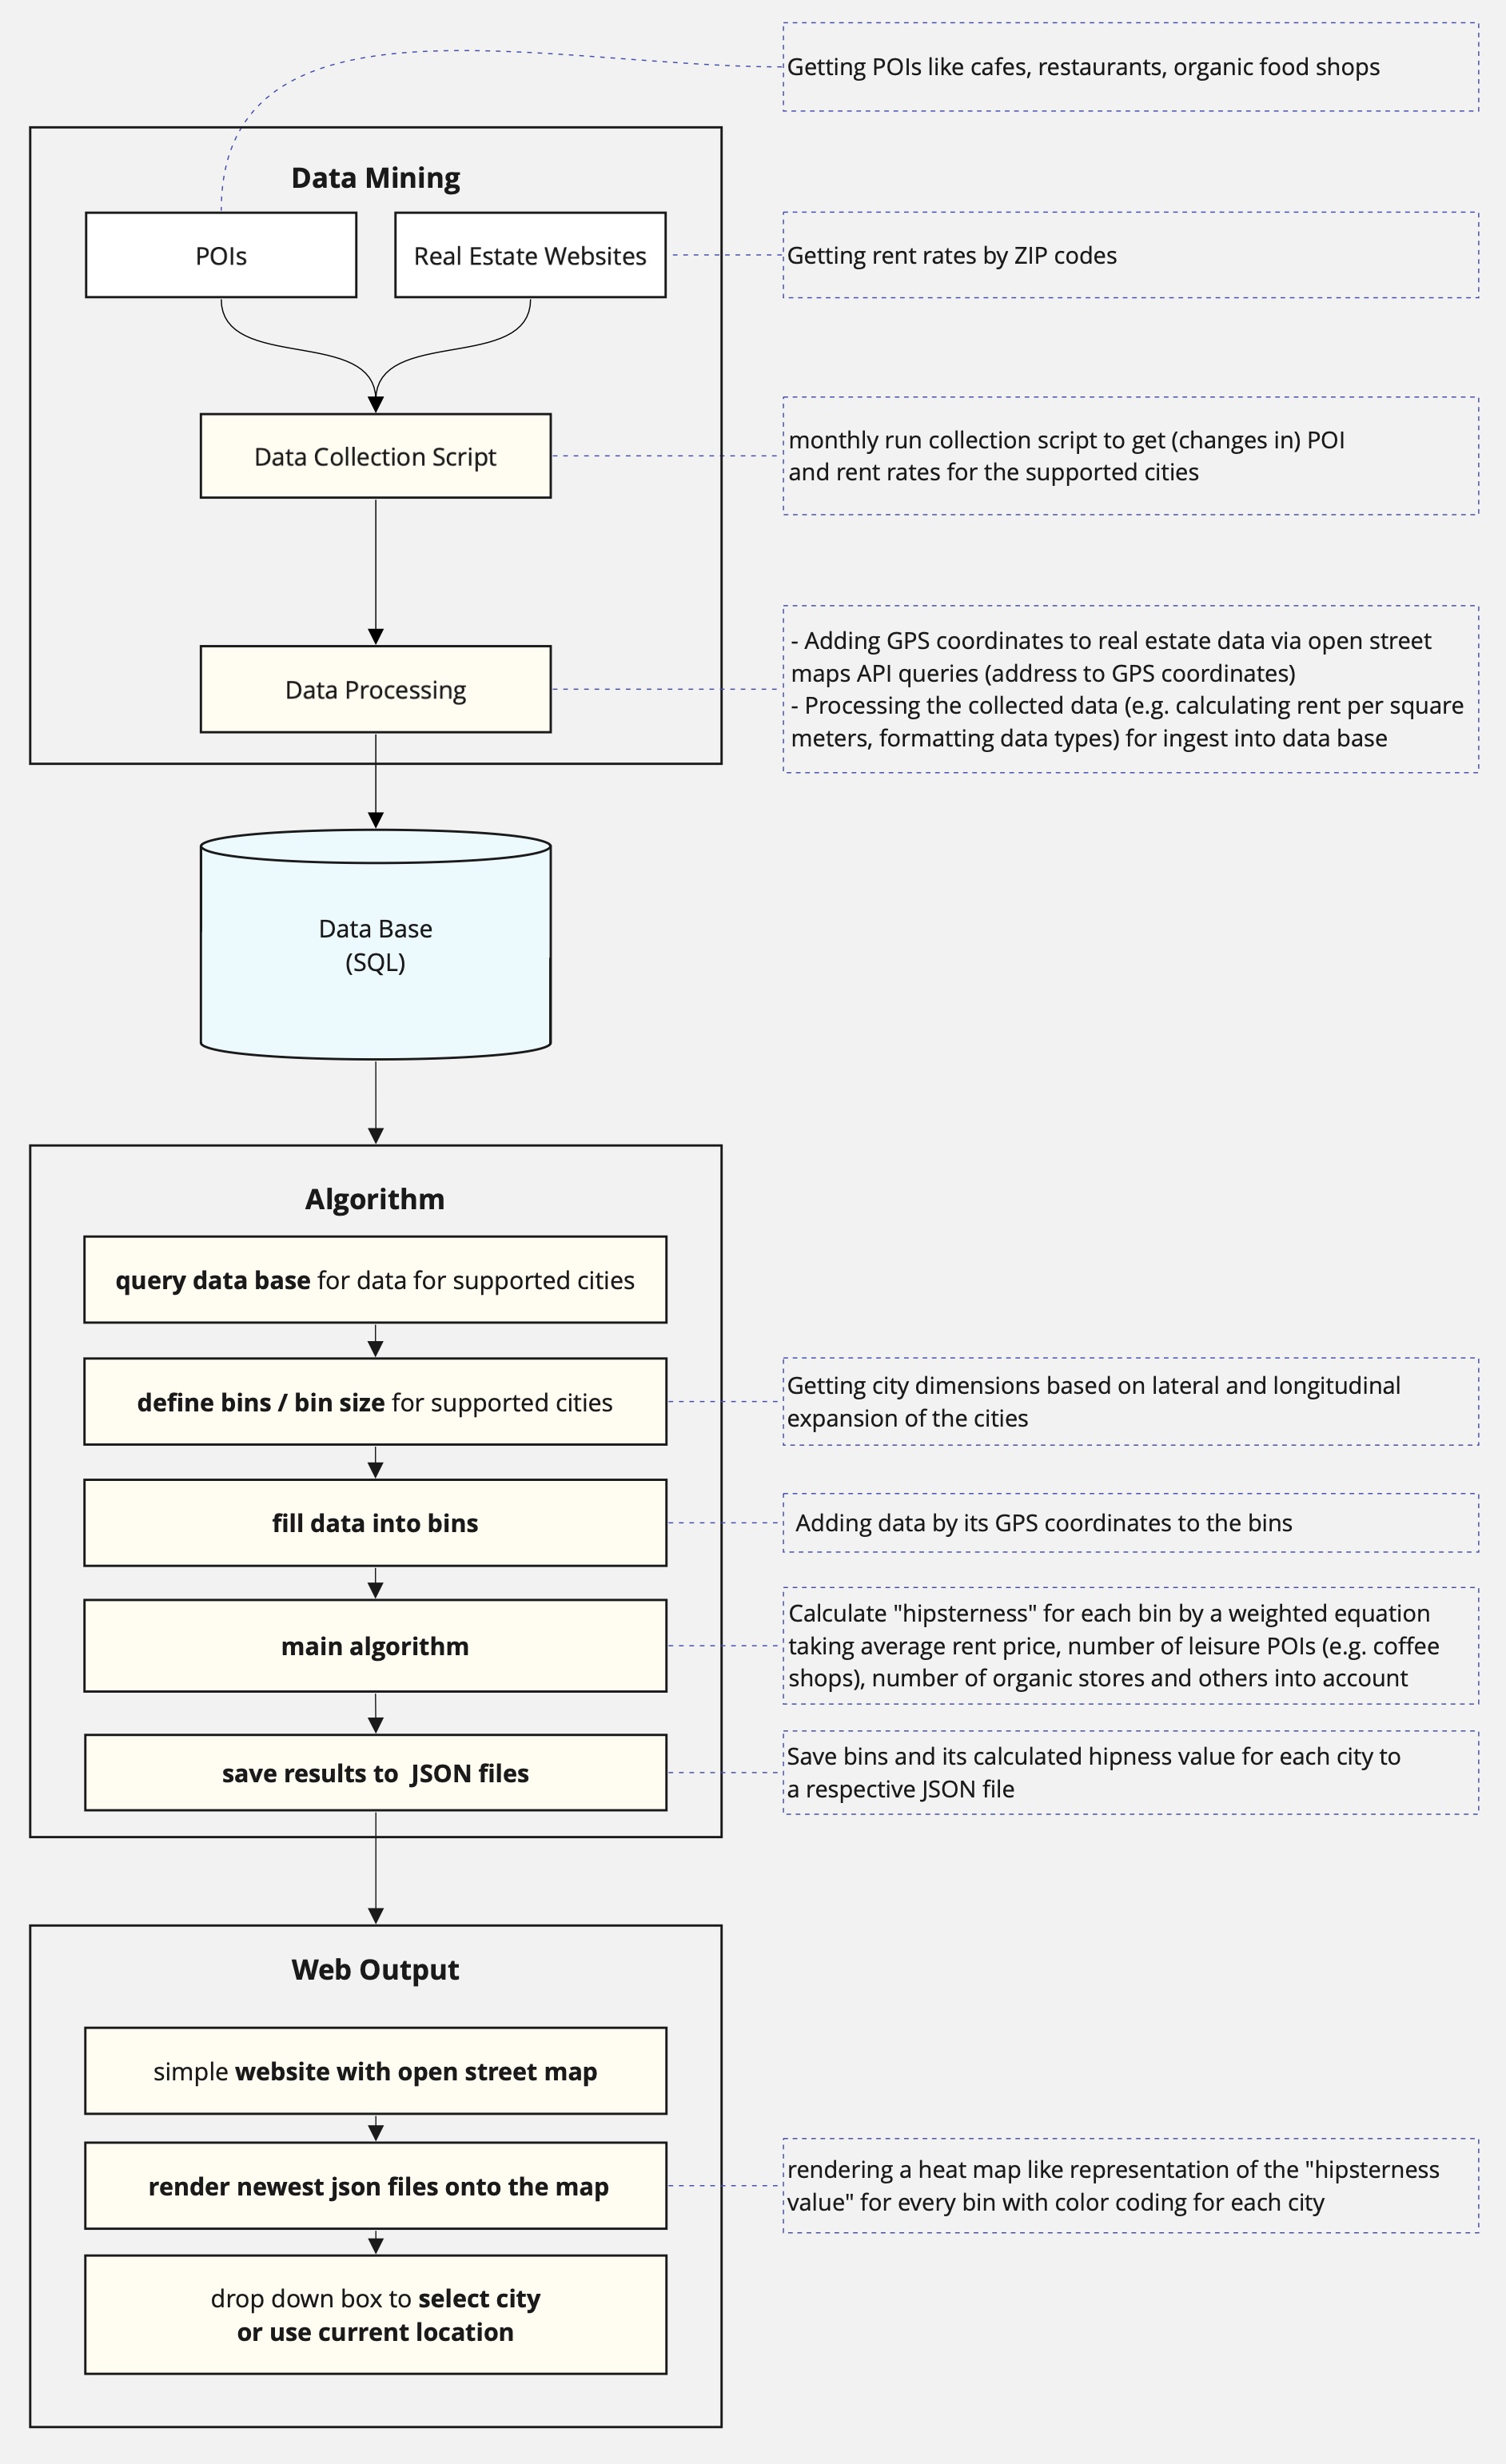 Getting POIs like cafes, restaurants, organic food shops
Data Mining
POIs
Real Estate Websites
Getting rent rates by ZIP codes
Data Collection Script
monthly run collection script to get (changes in) POI
and rent rates for the supported cities
Data Processing
- Adding GPS coordinates to real estate data via open street
maps API queries (address to GPS coordinates)
- Processing the collected data (e.g. calculating rent per square
meters, formatting data types) for ingest into data base
Data Base
(SQL)
Algorithm
query data base for data for supported cities
define bins / bin size for supported cities
Getting city dimensions based on lateral and longitudinal
expansion of the cities
fill data into bins
Adding data by its GPS coordinates to the bins
main algorithm
Calculate "hipsterness" for each bin by a weighted equation
taking average rent price, number of leisure POIs (e.g. coffee
shops), number of organic stores and others into account
save results to  JSON files
Save bins and its calculated hipness value for each city to
a respective JSON file
Web Output
simple website with open street map
render newest json files onto the map
rendering a heat map like representation of the "hipsterness
value" for every bin with color coding for each city
drop down box to select city
or use current location